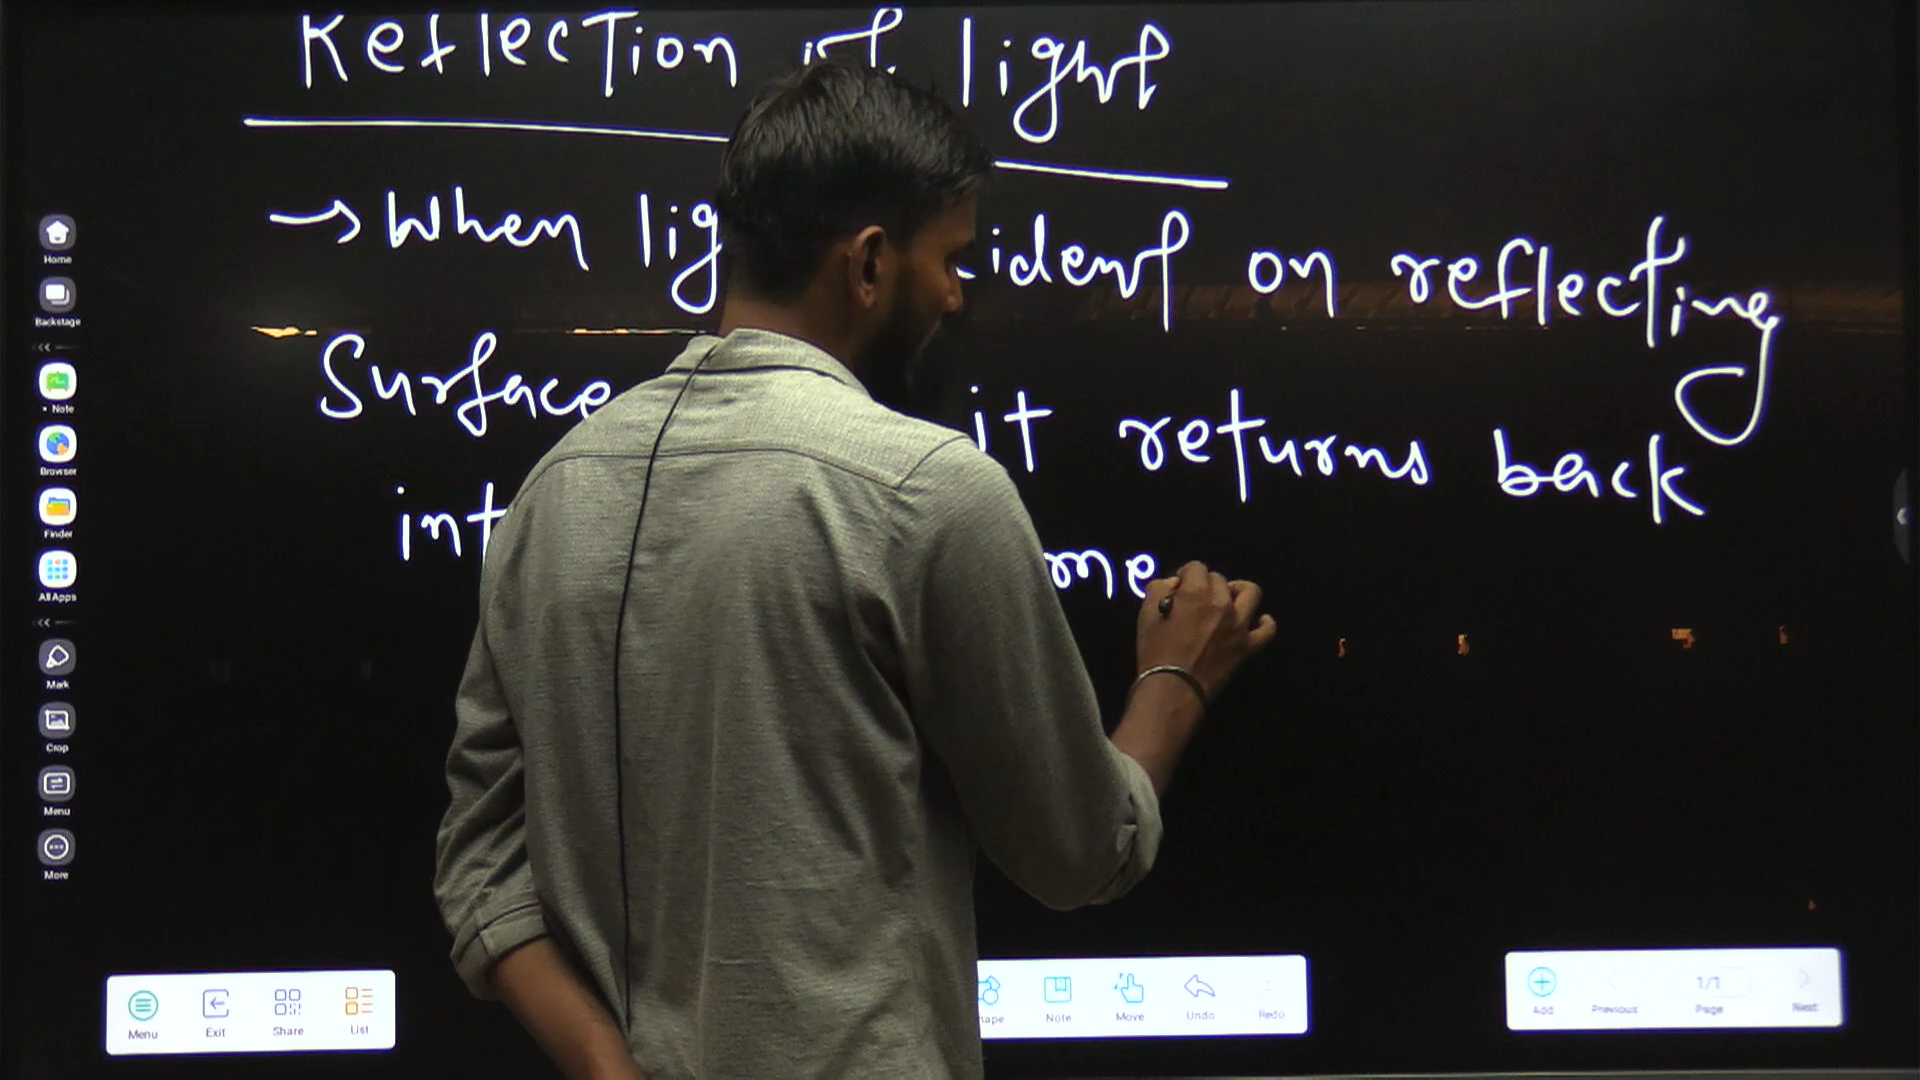 Reflection of light
→ When lig ident on reflecting
Surface it returns back
int me
Home
Backstage
Note
Browser
Finder
All Apps
Mark
Crop
Menu
More
Menu Exit Share List
hape Note Move Undo Redo
Add Previous 1/1 Page Next